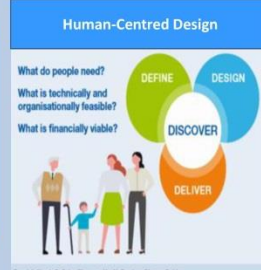 Human-Centred Design
What do people need?
What is technically and
organisationally feasible?
What is financially viable?
DEFINE
DESIGN
DISCOVER
DELIVER